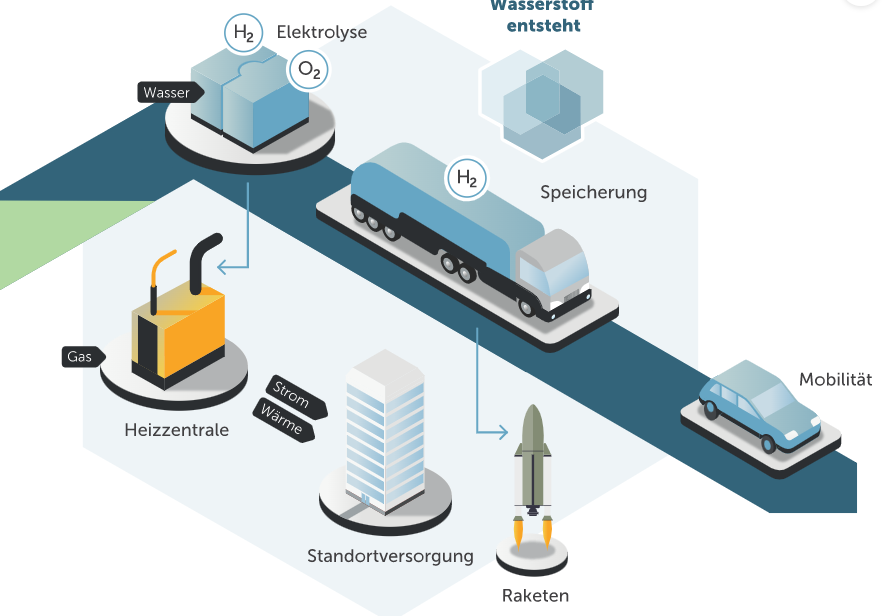 Wasserstoff
entsteht
H2
Elektrolyse
O2
Wasser
H2
Speicherung
Gas
Strom
Wärme
Mobilität
Heizzentrale
Standortversorgung
Raketen